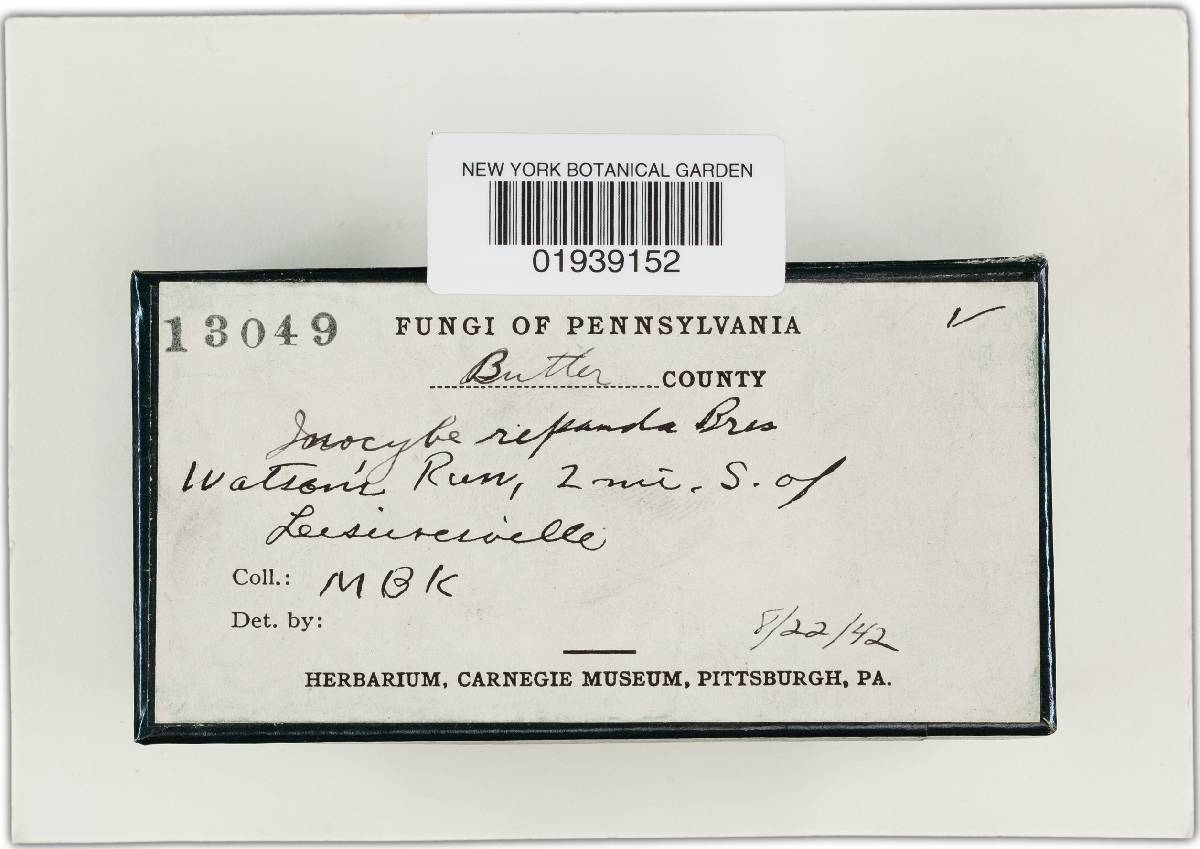 NEW YORK BOTANICAL GARDEN
01939152
13049 FUNGI OF PENNSYLVANIA
Butler COUNTY
Inocybe repanda Bres
Watson's Run, 2 mi. S. of
Leisuresville
Coll.: MBK
Det. by:
8/22/42
HERBARIUM, CARNEGIE MUSEUM, PITTSBURGH, PA.